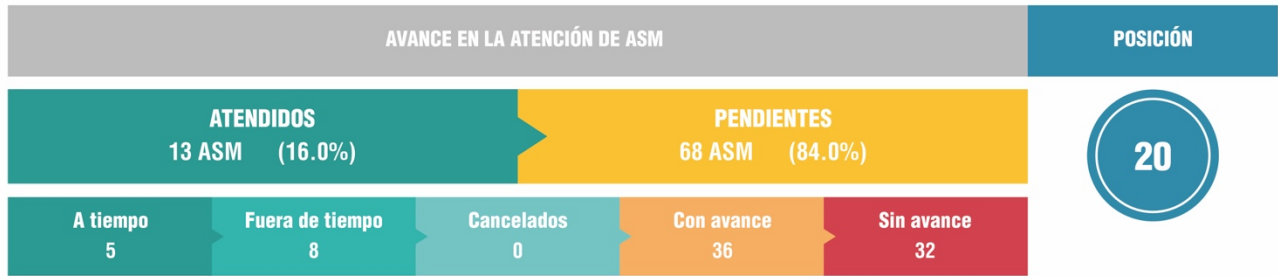 AVANCE EN LA ATENCIÓN DE ASM
POSICIÓN
ATENDIDOS
13 ASM (16.0%)
PENDIENTES
68 ASM (84.0%)
20
A tiempo
5
Fuera de tiempo
8
Cancelados
0
Con avance
36
Sin avance
32